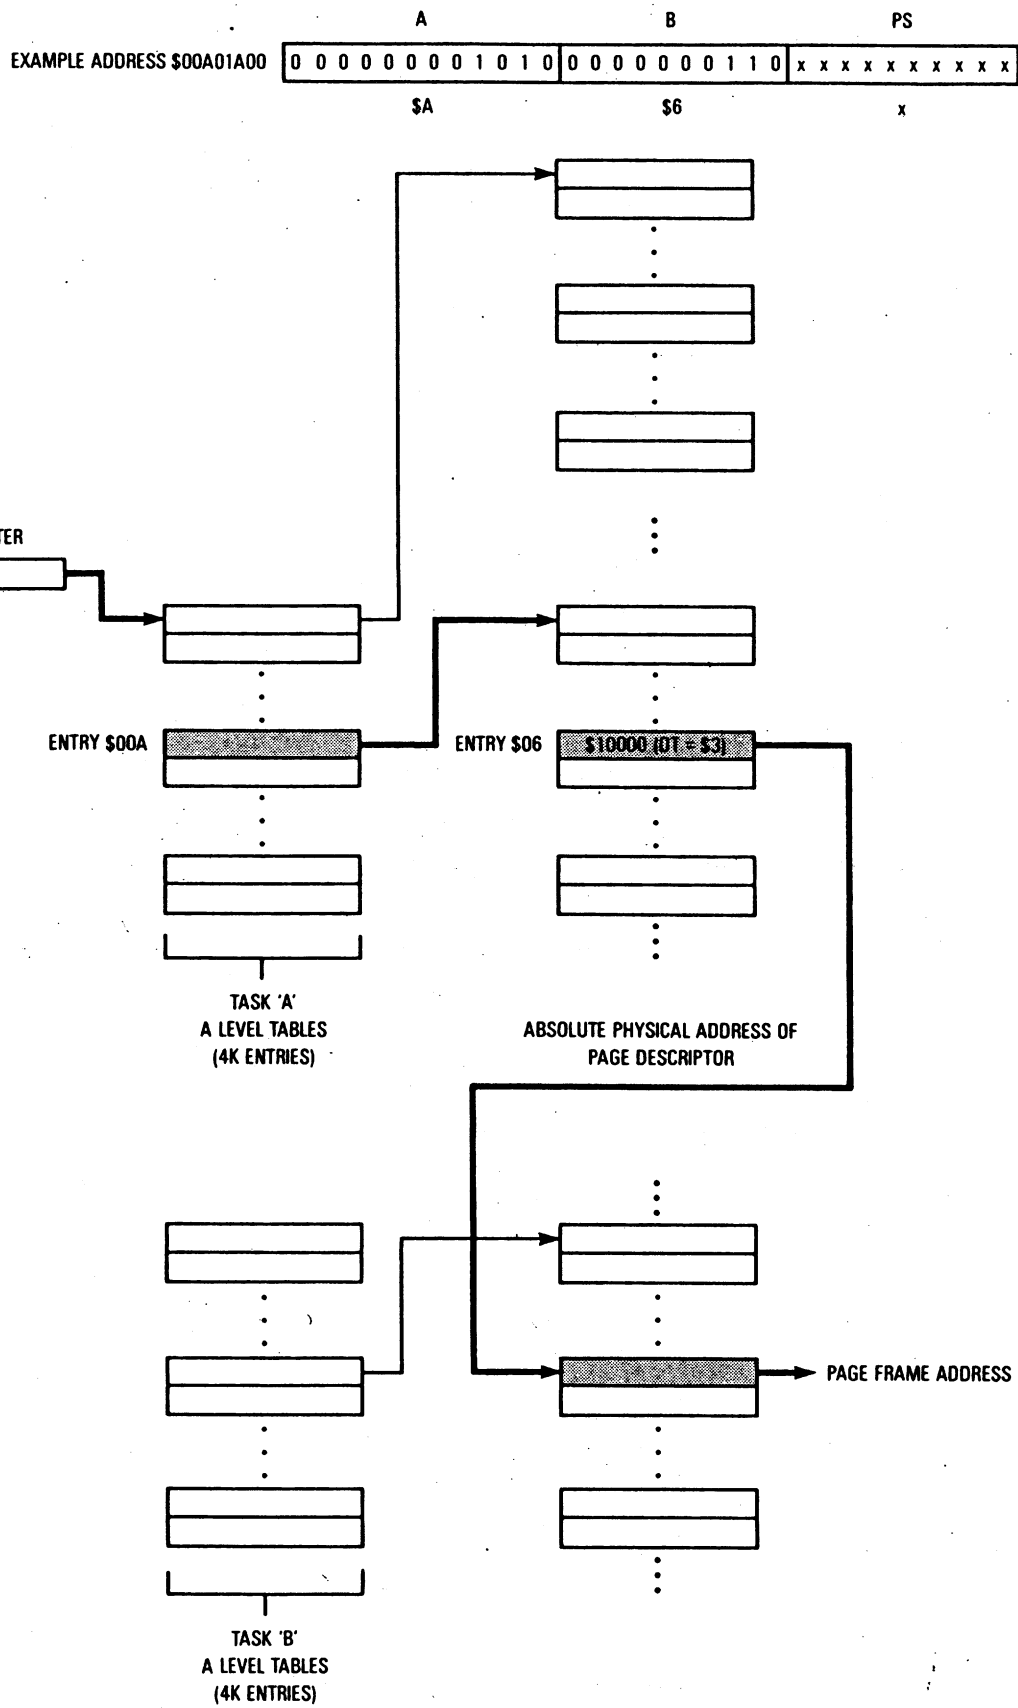 A B PS
EXAMPLE ADDRESS $00A01A00 0 0 0 0 0 0 0 0 1 0 1 0 0 0 0 0 0 0 0 1 1 0 x x x x x x x x x x
$A $6 x
TER
ENTRY $00A ENTRY $06 $10000 (DT = $3)
TASK 'A'
A LEVEL TABLES
(4K ENTRIES)
ABSOLUTE PHYSICAL ADDRESS OF
PAGE DESCRIPTOR
PAGE FRAME ADDRESS
TASK 'B'
A LEVEL TABLES
(4K ENTRIES)